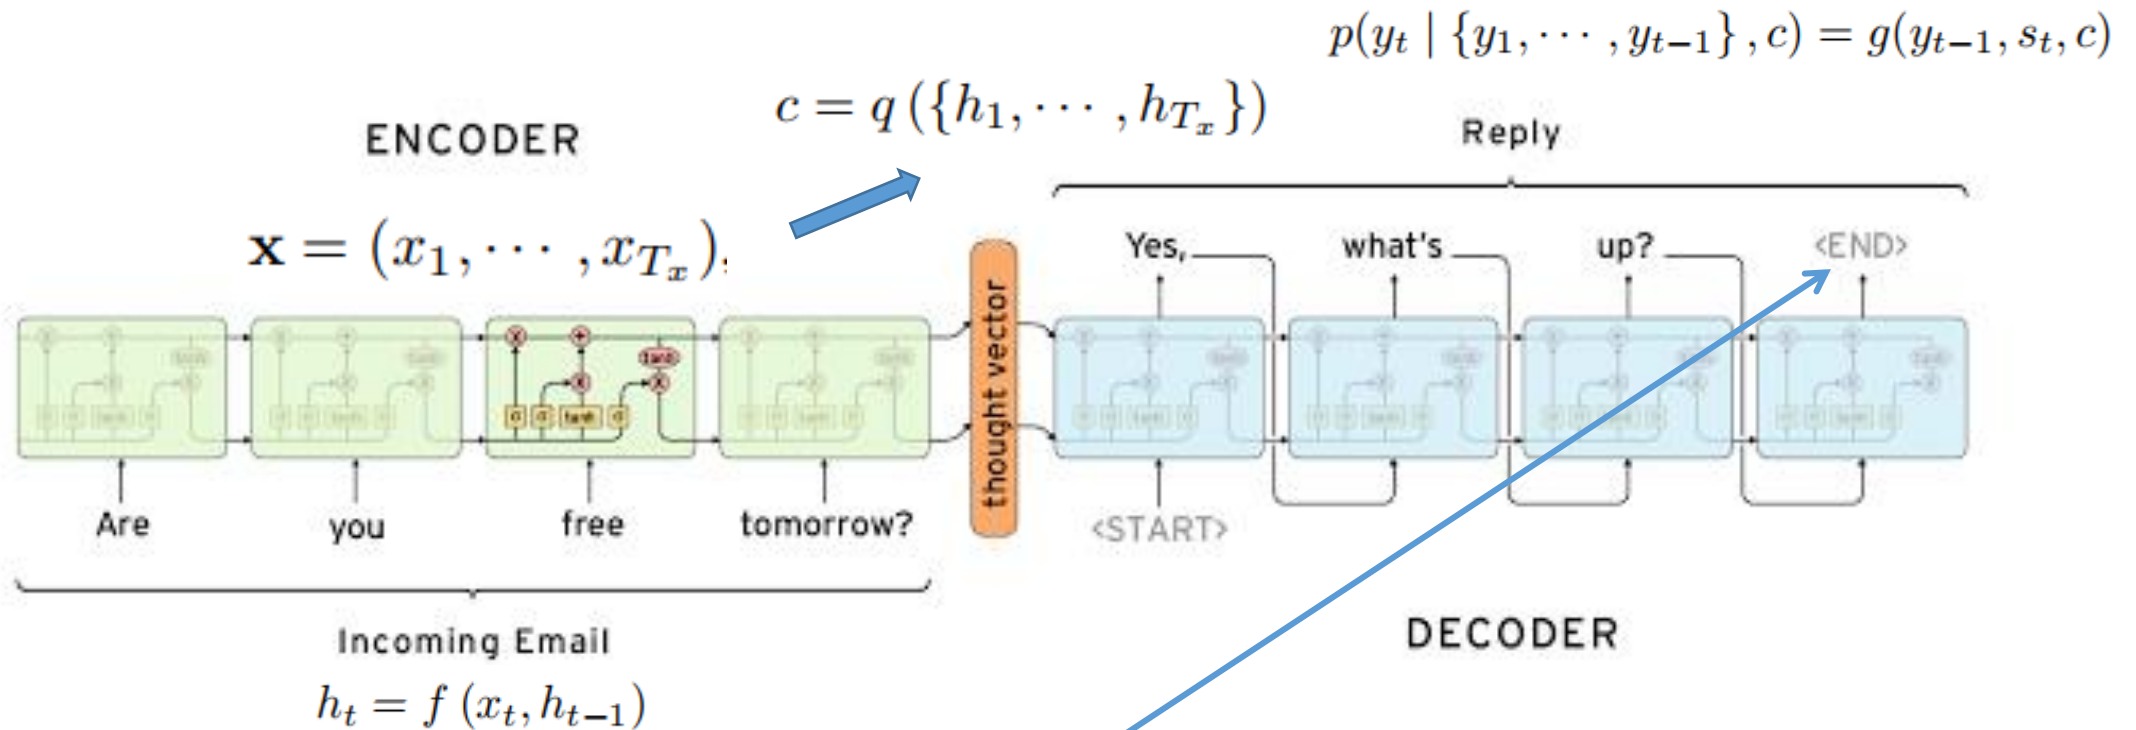 p(y_t | {y_1, ⋯ , y_{t−1}} , c) = g(y_{t−1}, s_t, c)
c = q ({h_1, ⋯ , h_{T_x}})
ENCODER
Reply
x = (x_1, ⋯ , x_{T_x}).
Yes, what's up? <END>
thought vector
Are you free tomorrow? <START>
Incoming Email
DECODER
h_t = f (x_t, h_{t−1})